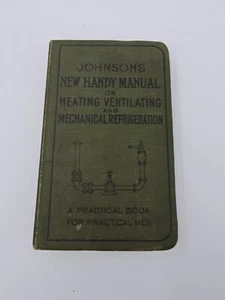 JOHNSON'S
NEW HANDY MANUAL
ON
HEATING VENTILATING
AND
MECHANICAL REFRIGERATION
A PRACTICAL BOOK
FOR PRACTICAL MEN